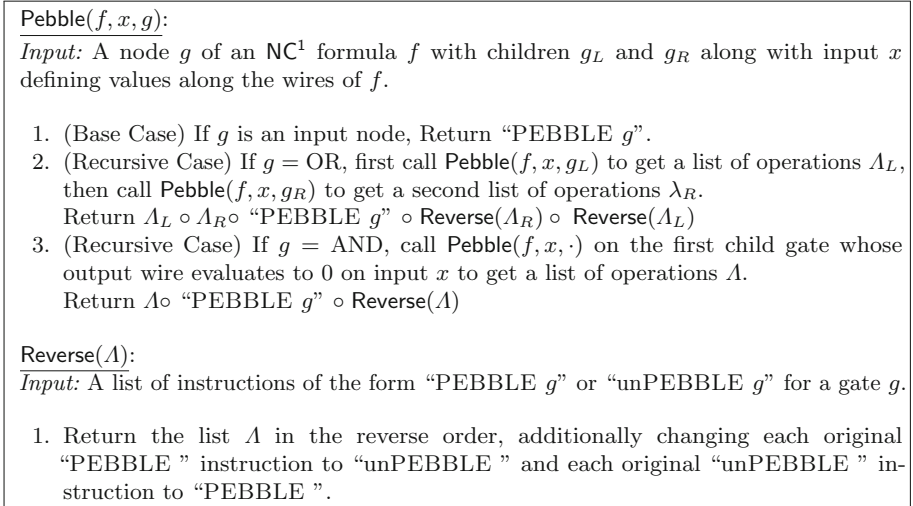 Pebble(f, x, g):
Input: A node g of an NC¹ formula f with children g_L and g_R along with input x
defining values along the wires of f.
1. (Base Case) If g is an input node, Return “PEBBLE g”.
2. (Recursive Case) If g = OR, first call Pebble(f, x, g_L) to get a list of operations Λ_L,
then call Pebble(f, x, g_R) to get a second list of operations λ_R.
Return Λ_L ∘ Λ_R∘ “PEBBLE g” ∘ Reverse(Λ_R) ∘ Reverse(Λ_L)
3. (Recursive Case) If g = AND, call Pebble(f, x, ·) on the first child gate whose
output wire evaluates to 0 on input x to get a list of operations Λ.
Return Λ∘ “PEBBLE g” ∘ Reverse(Λ)
Reverse(Λ):
Input: A list of instructions of the form “PEBBLE g” or “unPEBBLE g” for a gate g.
1. Return the list Λ in the reverse order, additionally changing each original
“PEBBLE ” instruction to “unPEBBLE ” and each original “unPEBBLE ” in-
struction to “PEBBLE ”.